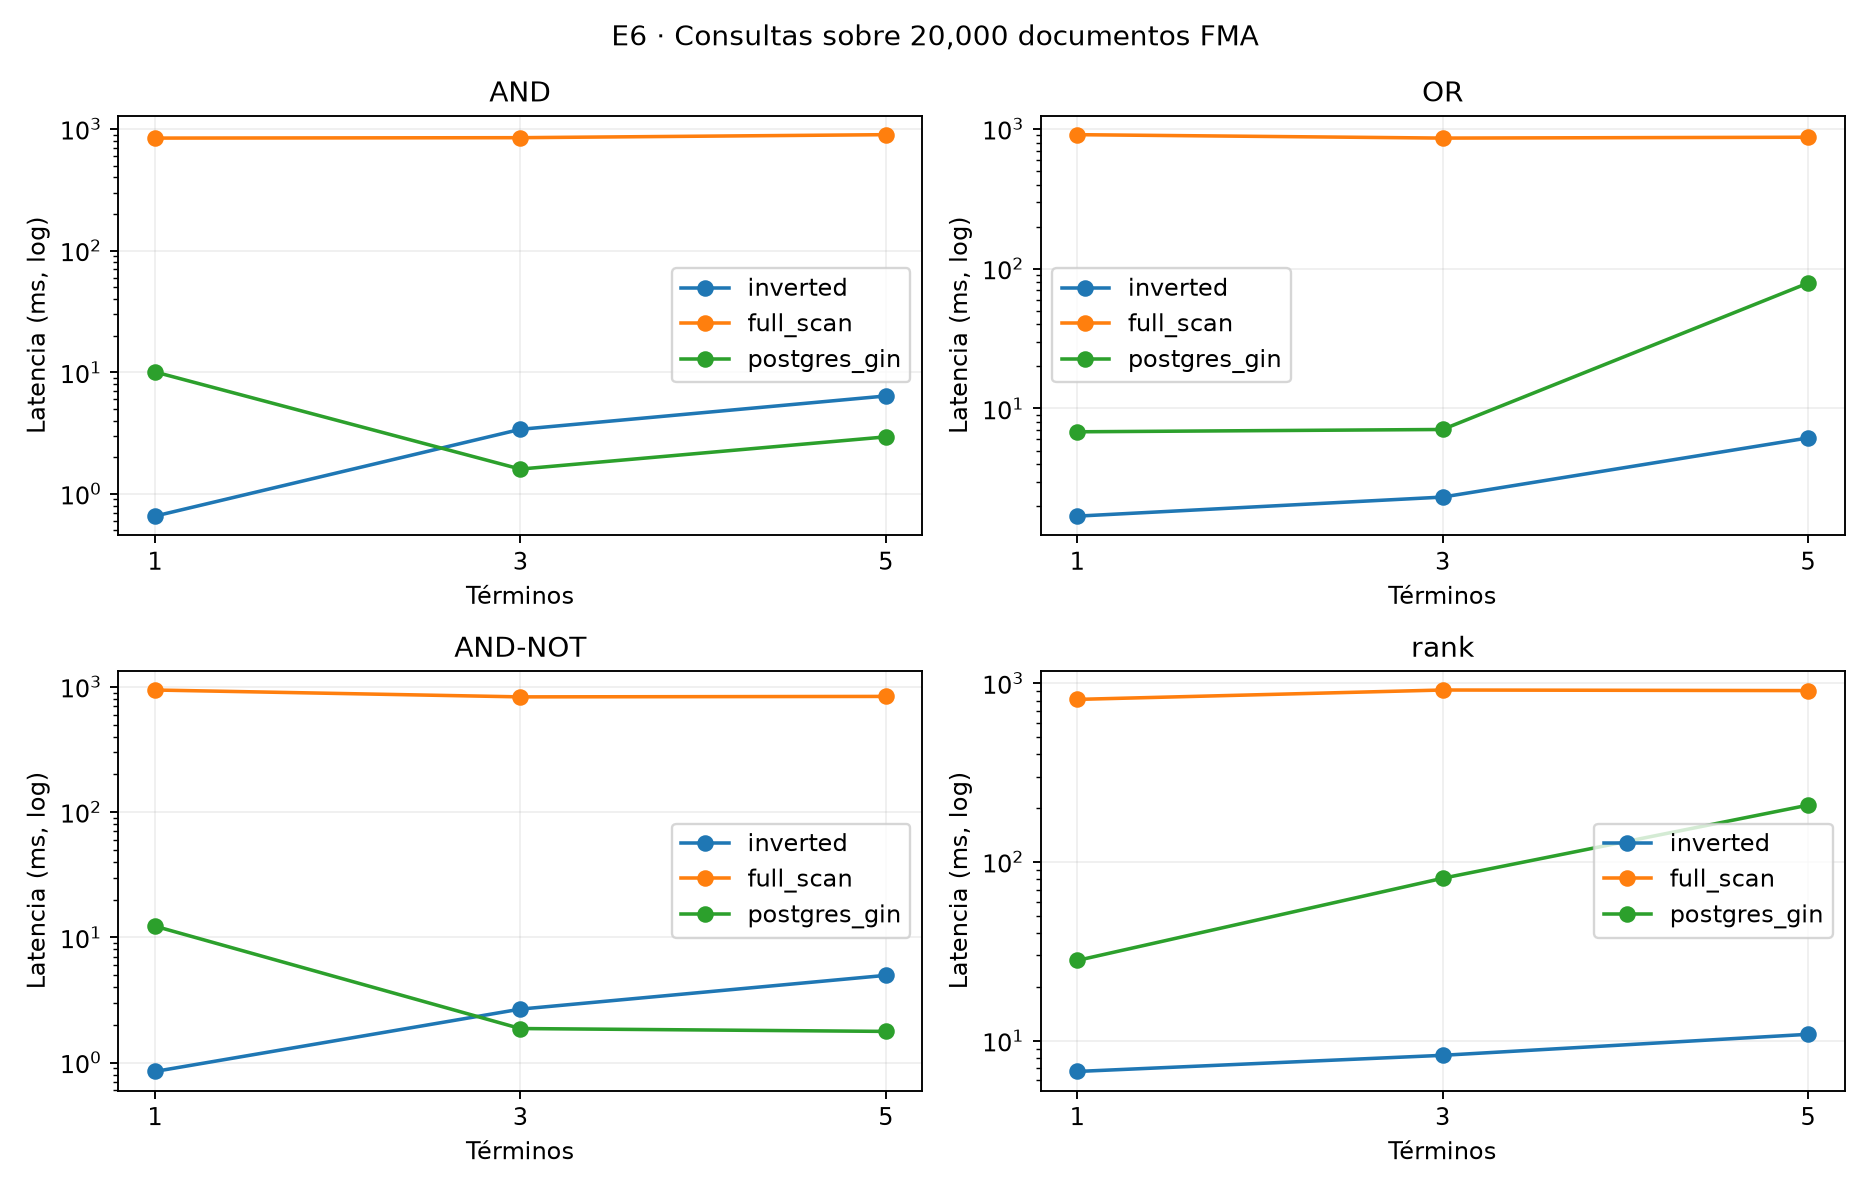 E6 · Consultas sobre 20,000 documentos FMA
AND
Latencia (ms, log)
10³
10²
10¹
10⁰
inverted
full_scan
postgres_gin
1 3 5
Términos
OR
Latencia (ms, log)
10³
10²
10¹
inverted
full_scan
postgres_gin
1 3 5
Términos
AND-NOT
Latencia (ms, log)
10³
10²
10¹
10⁰
inverted
full_scan
postgres_gin
1 3 5
Términos
rank
Latencia (ms, log)
10³
10²
10¹
inverted
full_scan
postgres_gin
1 3 5
Términos